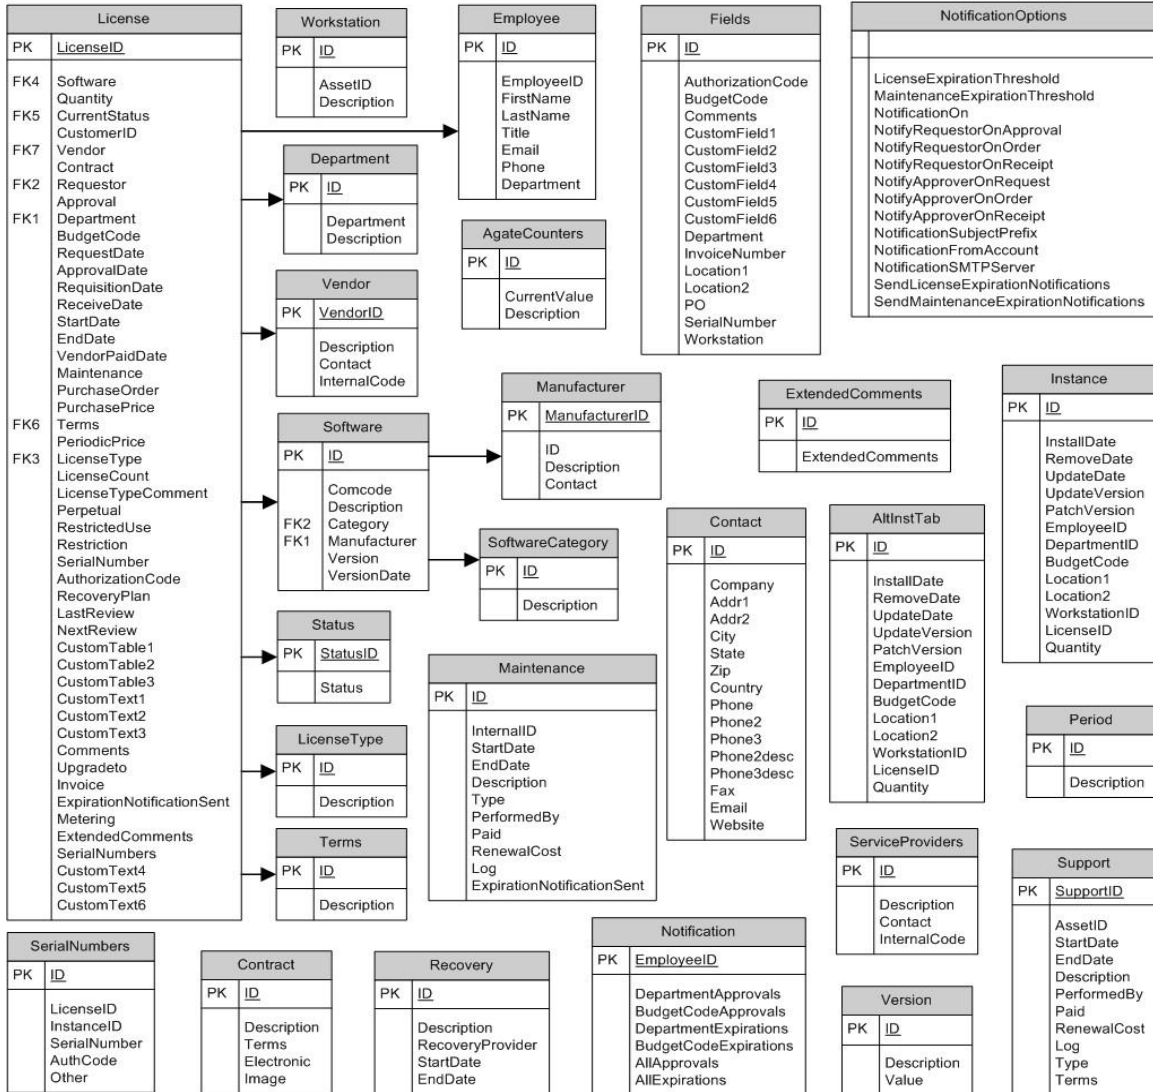 License
PK LicenseID
FK4 Software
Quantity
FK5 CurrentStatus
CustomerID
FK7 Vendor
Contract
FK2 Requestor
Approval
FK1 Department
BudgetCode
RequestDate
ApprovalDate
RequisitionDate
ReceiveDate
StartDate
EndDate
VendorPaidDate
Maintenance
PurchaseOrder
PurchasePrice
FK6 Terms
PeriodicPrice
FK3 LicenseType
LicenseCount
LicenseTypeComment
Perpetual
RestrictedUse
Restriction
SerialNumber
AuthorizationCode
RecoveryPlan
LastReview
NextReview
CustomTable1
CustomTable2
CustomTable3
CustomText1
CustomText2
CustomText3
Comments
Upgradeto
Invoice
ExpirationNotificationSent
Metering
ExtendedComments
SerialNumbers
CustomText4
CustomText5
CustomText6
Workstation
PK ID
AssetID
Description
Employee
PK ID
EmployeeID
FirstName
LastName
Title
Email
Phone
Department
Fields
PK ID
AuthorizationCode
BudgetCode
Comments
CustomField1
CustomField2
CustomField3
CustomField4
CustomField5
CustomField6
Department
InvoiceNumber
Location1
Location2
PO
SerialNumber
Workstation
NotificationOptions
LicenseExpirationThreshold
MaintenanceExpirationThreshold
NotificationOn
NotifyRequestorOnApproval
NotifyRequestorOnOrder
NotifyRequestorOnReceipt
NotifyApproverOnRequest
NotifyApproverOnOrder
NotifyApproverOnReceipt
NotificationSubjectPrefix
NotificationFromAccount
NotificationSMTPServer
SendLicenseExpirationNotifications
SendMaintenanceExpirationNotifications
Department
PK ID
Department
Description
AgateCounters
PK ID
CurrentValue
Description
Vendor
PK VendorID
Description
Contact
InternalCode
Manufacturer
PK ManufacturerID
ID
Description
Contact
ExtendedComments
PK ID
ExtendedComments
Instance
PK ID
InstallDate
RemoveDate
UpdateDate
UpdateVersion
PatchVersion
EmployeeID
DepartmentID
BudgetCode
Location1
Location2
WorkstationID
LicenseID
Quantity
Software
PK ID
Comcode
Description
FK2 Category
FK1 Manufacturer
Version
VersionDate
SoftwareCategory
PK ID
Description
Contact
PK ID
Company
Addr1
Addr2
City
State
Zip
Country
Phone
Phone2
Phone3
Phone2desc
Phone3desc
Fax
Email
Website
AltInstTab
PK ID
InstallDate
RemoveDate
UpdateDate
UpdateVersion
PatchVersion
EmployeeID
DepartmentID
BudgetCode
Location1
Location2
WorkstationID
LicenseID
Quantity
Status
PK StatusID
Status
Maintenance
PK ID
InternalID
StartDate
EndDate
Description
Type
PerformedBy
Paid
RenewalCost
Log
ExpirationNotificationSent
Period
PK ID
Description
LicenseType
PK ID
Description
Terms
PK ID
Description
ServiceProviders
PK ID
Description
Contact
InternalCode
Support
PK SupportID
AssetID
StartDate
EndDate
Description
PerformedBy
Paid
RenewalCost
Log
Type
Terms
SerialNumbers
PK ID
LicenseID
InstanceID
SerialNumber
AuthCode
Other
Contract
PK ID
Description
Terms
Electronic
Image
Recovery
PK ID
Description
RecoveryProvider
StartDate
EndDate
Notification
PK EmployeeID
DepartmentApprovals
BudgetCodeApprovals
DepartmentExpirations
BudgetCodeExpirations
AllApprovals
AllExpirations
Version
PK ID
Description
Value